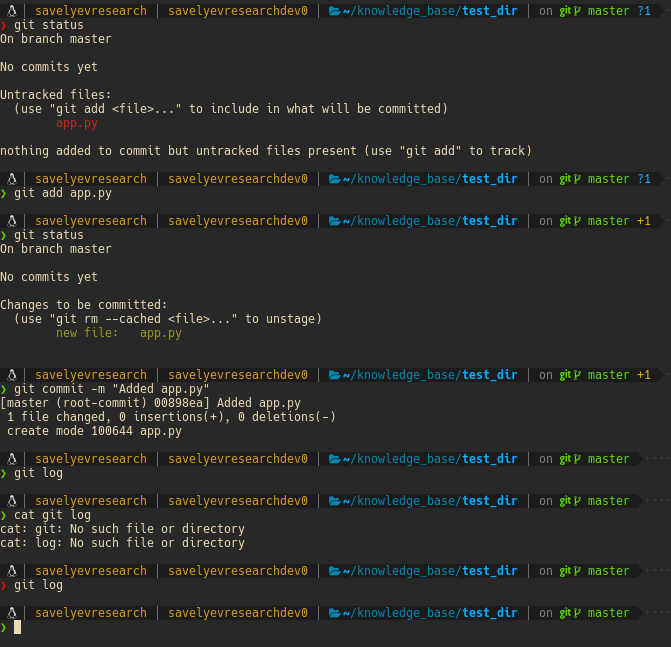 savelyevresearch | savelyevresearchdev0 | ~/knowledge_base/test_dir | on git master ?1
❯ git status
On branch master
No commits yet
Untracked files:
(use "git add <file>..." to include in what will be committed)
app.py
nothing added to commit but untracked files present (use "git add" to track)
savelyevresearch | savelyevresearchdev0 | ~/knowledge_base/test_dir | on git master ?1
❯ git add app.py
savelyevresearch | savelyevresearchdev0 | ~/knowledge_base/test_dir | on git master +1
❯ git status
On branch master
No commits yet
Changes to be committed:
(use "git rm --cached <file>..." to unstage)
new file:   app.py
savelyevresearch | savelyevresearchdev0 | ~/knowledge_base/test_dir | on git master +1
❯ git commit -m "Added app.py"
[master (root-commit) 00898ea] Added app.py
1 file changed, 0 insertions(+), 0 deletions(-)
create mode 100644 app.py
savelyevresearch | savelyevresearchdev0 | ~/knowledge_base/test_dir | on git master
❯ git log
savelyevresearch | savelyevresearchdev0 | ~/knowledge_base/test_dir | on git master
❯ cat git log
cat: git: No such file or directory
cat: log: No such file or directory
savelyevresearch | savelyevresearchdev0 | ~/knowledge_base/test_dir | on git master
❯ git log
savelyevresearch | savelyevresearchdev0 | ~/knowledge_base/test_dir | on git master
❯